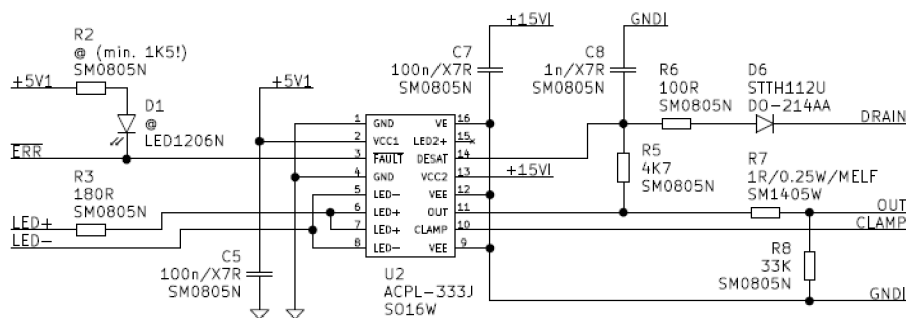 +15VI
GNDI
R2
@ (min. 1K5!)
SM0805N
+5V1
D1
@
LED1206N
ERR
+5V1
C7
100n/X7R
SM0805N
C8
1n/X7R
SM0805N
R6
100R
SM0805N
D6
STTH112U
DO-214AA
DRAIN
1 GND VE 16
2 VCC1 LED2+ 15
3 FAULT DESAT 14
4 GND VCC2 13
5 LED- VEE 12
6 LED+ OUT 11
7 LED+ CLAMP 10
8 LED- VEE 9
+15VI
R5
4K7
SM0805N
R7
1R/0.25W/MELF
SM1405W
OUT
CLAMP
R3
180R
SM0805N
LED+
LED-
C5
100n/X7R
SM0805N
U2
ACPL-333J
SO16W
R8
33K
SM0805N
GNDI